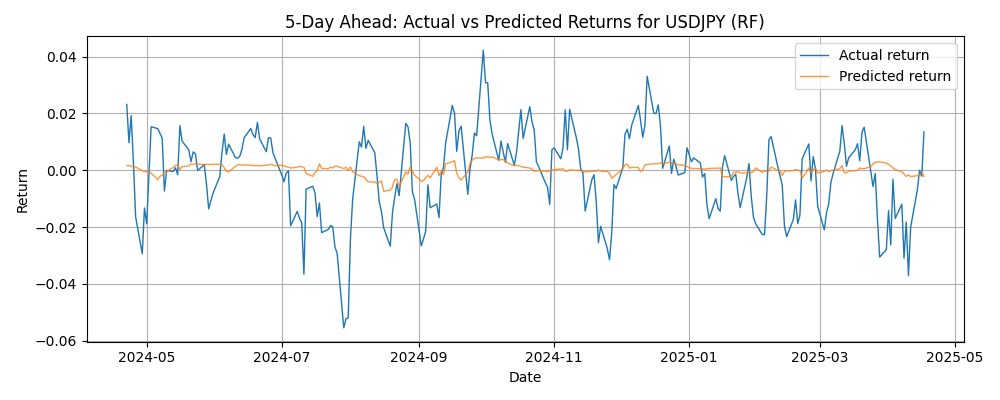 5-Day Ahead: Actual vs Predicted Returns for USDJPY (RF)
Actual return
Predicted return
0.04
0.02
0.00
−0.02
−0.04
−0.06
Return
2024-05
2024-07
2024-09
2024-11
2025-01
2025-03
2025-05
Date